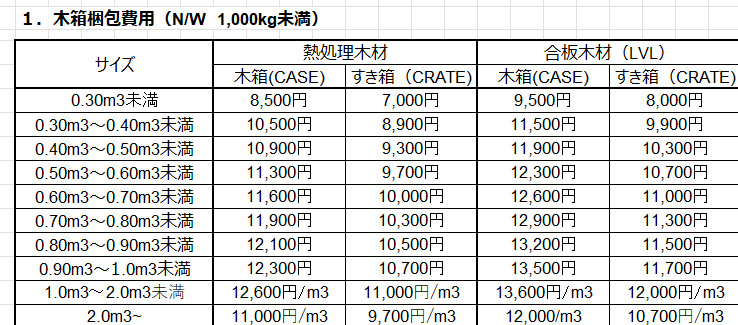 １．木箱梱包費用（N/W 1,000kg未満）
サイズ 熱処理木材 合板木材（LVL）
木箱(CASE) すき箱（CRATE) 木箱(CASE) すき箱（CRATE)
0.30m3未満 8,500円 7,000円 9,500円 8,000円
0.30m3～0.40m3未満 10,500円 8,900円 11,500円 9,900円
0.40m3～0.50m3未満 10,900円 9,300円 11,900円 10,300円
0.50m3～0.60m3未満 11,300円 9,700円 12,300円 10,700円
0.60m3～0.70m3未満 11,600円 10,000円 12,600円 11,000円
0.70m3～0.80m3未満 11,900円 10,300円 12,900円 11,300円
0.80m3～0.90m3未満 12,100円 10,500円 13,200円 11,500円
0.90m3～1.0m3未満 12,300円 10,700円 13,500円 11,700円
1.0m3～2.0m3未満 12,600円/m3 11,000円/m3 13,600円/m3 12,000円/m3
2.0m3~ 11,000円/m3 9,700円/m3 12,000/m3 10,700円/m3